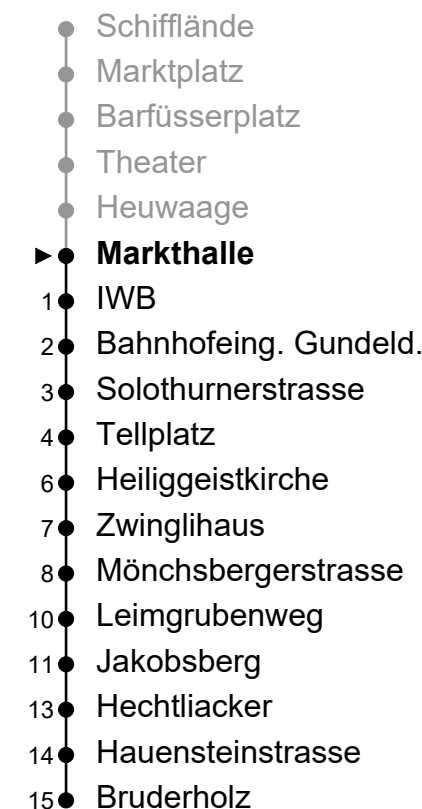 Schifflände
Marktplatz
Barfüsserplatz
Theater
Heuwaage
Markthalle
1 IWB
2 Bahnhofeing. Gundeld.
3 Solothurnerstrasse
4 Tellplatz
6 Heiliggeistkirche
7 Zwinglihaus
8 Mönchsbergerstrasse
10 Leimgrubenweg
11 Jakobsberg
13 Hechtliacker
14 Hauensteinstrasse
15 Bruderholz